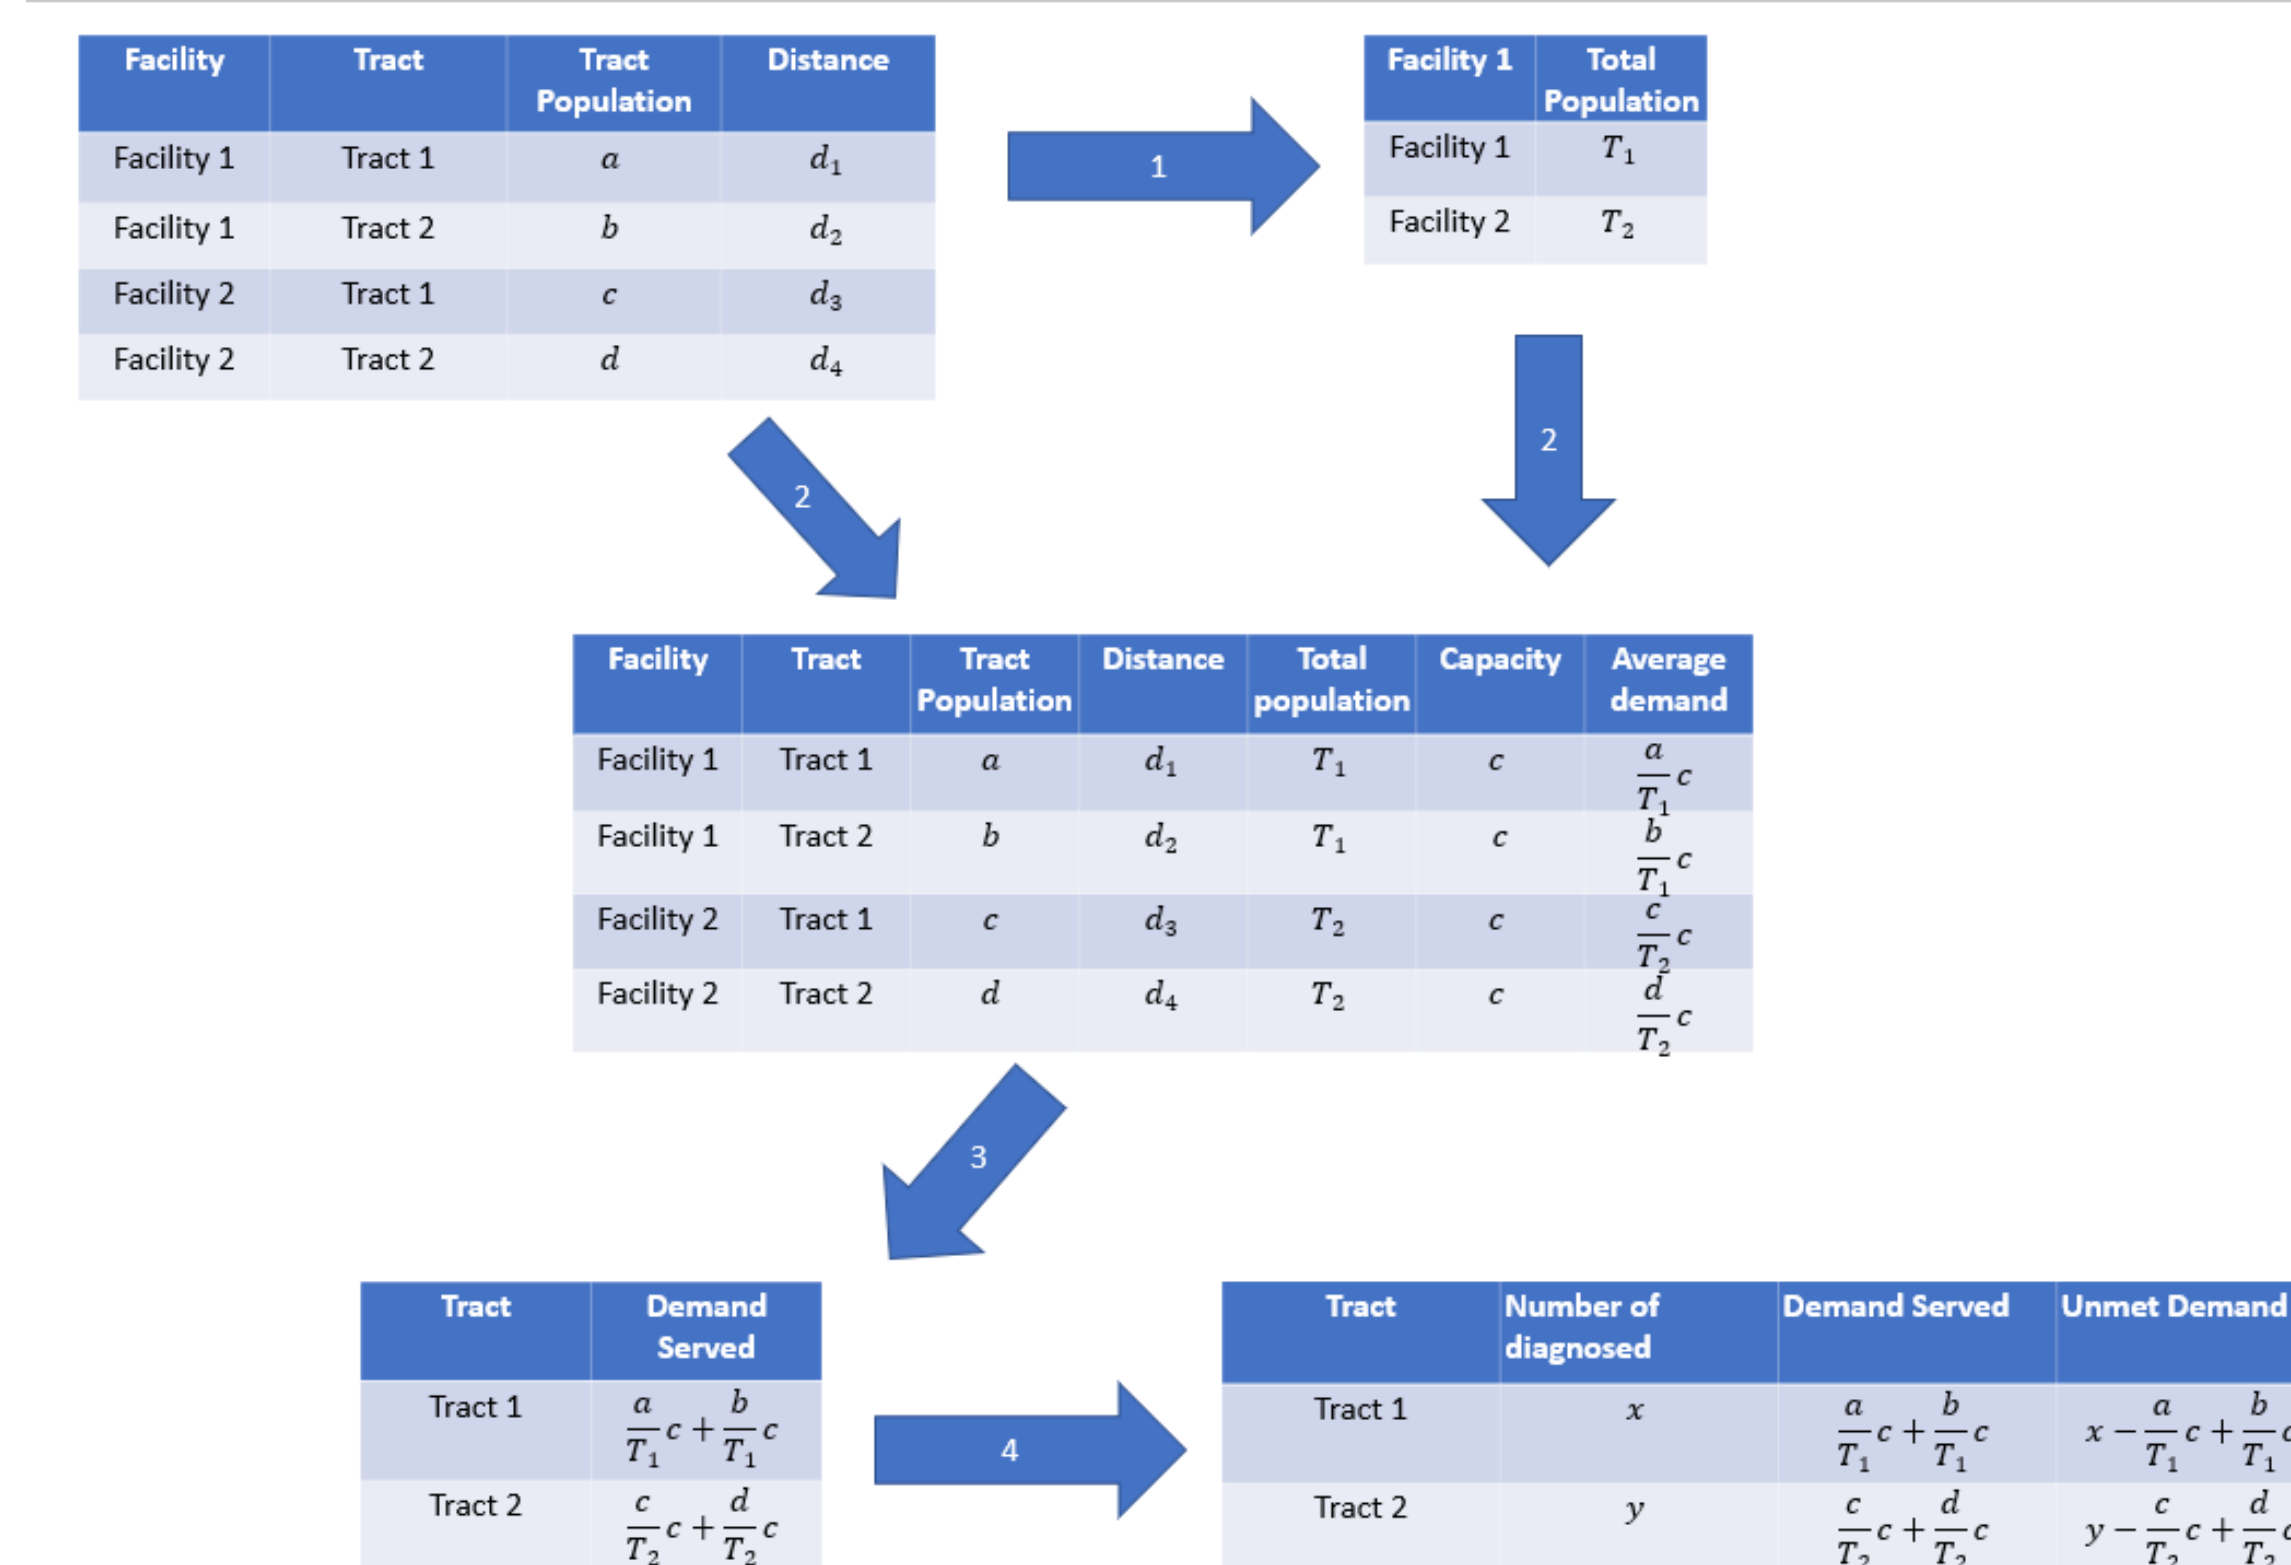 Facility Tract Tract Population Distance
Facility 1 Tract 1 a d₁
Facility 1 Tract 2 b d₂
Facility 2 Tract 1 c d₃
Facility 2 Tract 2 d d₄
1
Facility 1 Total Population
Facility 1 T₁
Facility 2 T₂
2
2
Facility Tract Tract Population Distance Total population Capacity Average demand
Facility 1 Tract 1 a d₁ T₁ c a/T₁ c
Facility 1 Tract 2 b d₂ T₁ c b/T₁ c
Facility 2 Tract 1 c d₃ T₂ c c/T₂ c
Facility 2 Tract 2 d d₄ T₂ c d/T₂ c
3
Tract Demand Served
Tract 1 a/T₁ c + b/T₁ c
Tract 2 c/T₂ c + d/T₂ c
4
Tract Number of diagnosed Demand Served Unmet Demand
Tract 1 x a/T₁ c + b/T₁ c x − a/T₁ c + b/T₁ c
Tract 2 y c/T₂ c + d/T₂ c y − c/T₂ c + d/T₂ c